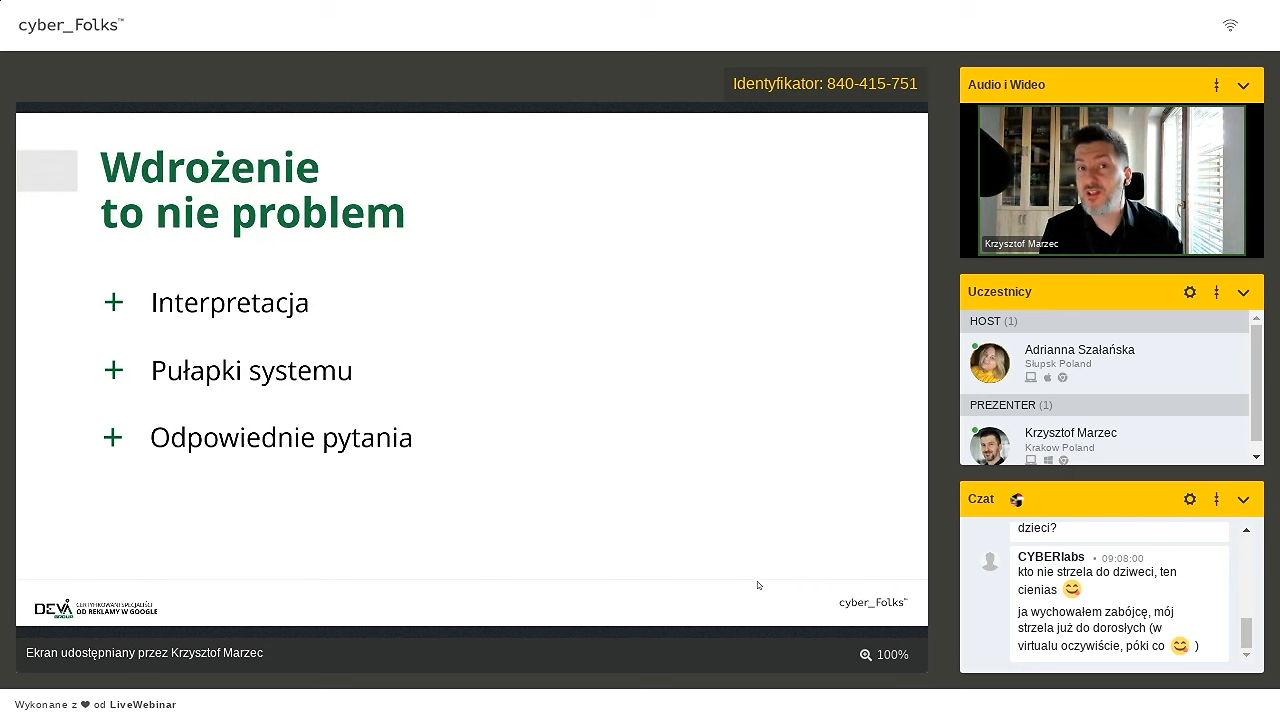 cyber_Folks™
Identyfikator: 840-415-751
Wdrożenie
to nie problem
+ Interpretacja
+ Pułapki systemu
+ Odpowiednie pytania
DEVA
GROUP
CERTYFIKOWANI SPECJALIŚCI
OD REKLAMY W GOOGLE
cyber_Folks™
Ekran udostępniany przez Krzysztof Marzec
100%
Audio i Wideo
Krzysztof Marzec
Uczestnicy
HOST (1)
Adrianna Szałańska
Słupsk Poland
PREZENTER (1)
Krzysztof Marzec
Krakow Poland
Czat
dzieci?
CYBERlabs • 09:08:00
kto nie strzela do dziweci, ten
cienias 😋
ja wychowałem zabójcę, mój
strzela już do dorosłych (w
virtualu oczywiście, póki co 😋 )
Wykonane z ❤ od LiveWebinar